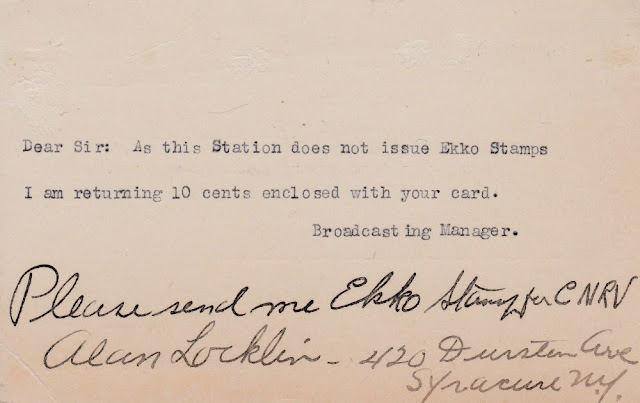 Dear Sir: As this Station does not issue Ekko Stamps
I am returning 10 cents enclosed with your card.
Broadcasting Manager.
Please send me Ekko Stamp for CNRV
Alan Locklin - 420 Durston Ave
Syracuse N.Y.